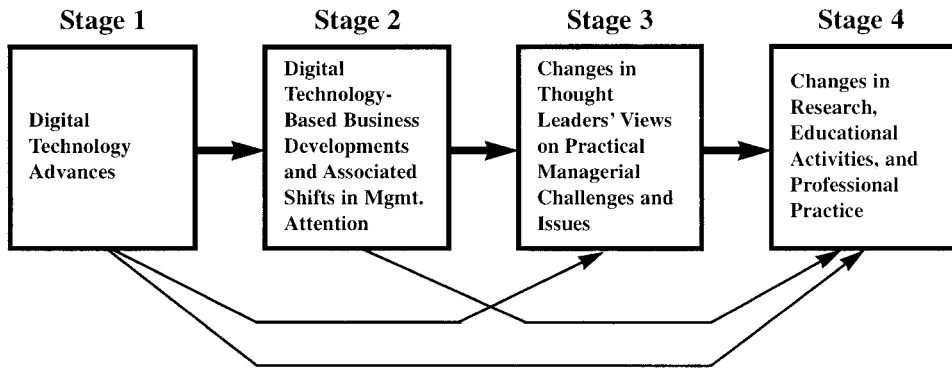 Stage 1
Stage 2
Stage 3
Stage 4
Digital
Technology
Advances
Digital
Technology-
Based Business
Developments
and Associated
Shifts in Mgmt.
Attention
Changes in
Thought
Leaders' Views
on Practical
Managerial
Challenges and
Issues
Changes in
Research,
Educational
Activities, and
Professional
Practice